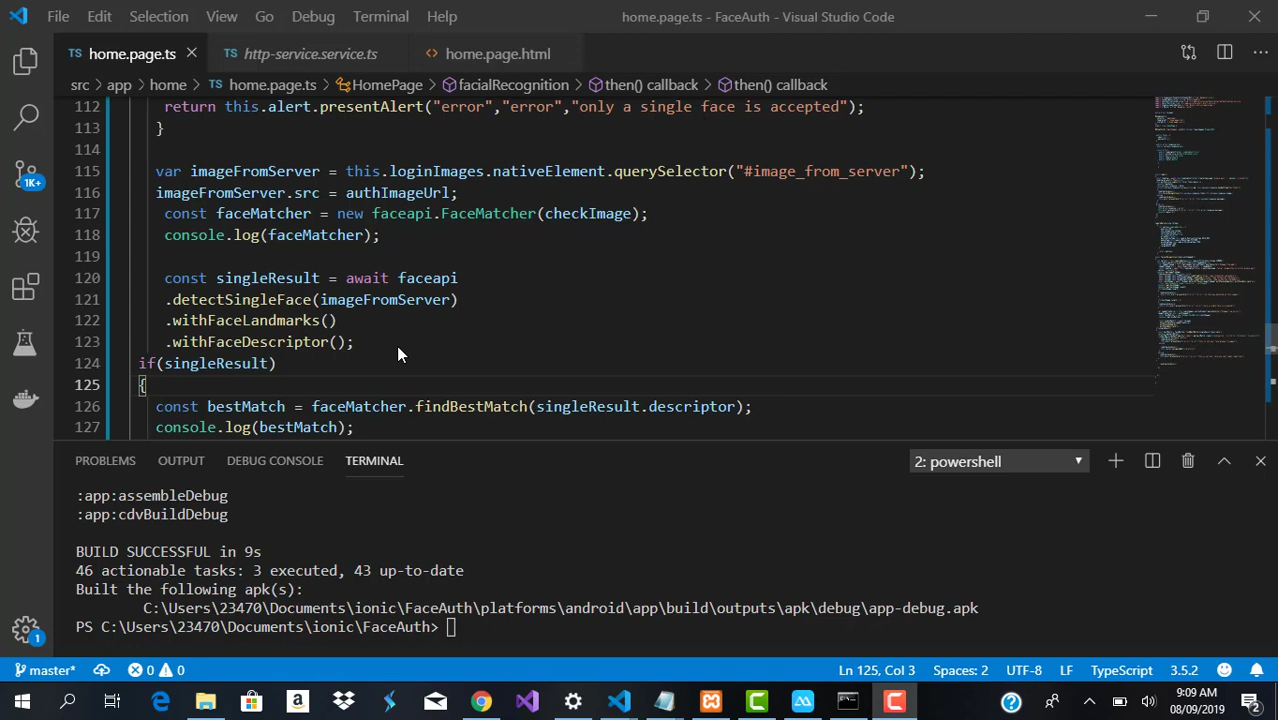 File Edit Selection View Go Debug Terminal Help home.page.ts - FaceAuth - Visual Studio Code
TS home.page.ts TS http-service.service.ts <> home.page.html
src > app > home > TS home.page.ts > HomePage > facialRecognition > then() callback > then() callback
112 return this.alert.presentAlert("error","error","only a single face is accepted");
113 }
114
115 var imageFromServer = this.loginImages.nativeElement.querySelector("#image_from_server");
116 imageFromServer.src = authImageUrl;
117 const faceMatcher = new faceapi.FaceMatcher(checkImage);
118 console.log(faceMatcher);
119
120 const singleResult = await faceapi
121 .detectSingleFace(imageFromServer)
122 .withFaceLandmarks()
123 .withFaceDescriptor();
124 if(singleResult)
125 {
126 const bestMatch = faceMatcher.findBestMatch(singleResult.descriptor);
127 console.log(bestMatch);
1K+
PROBLEMS OUTPUT DEBUG CONSOLE TERMINAL 2: powershell
:app:assembleDebug
:app:cdvBuildDebug
BUILD SUCCESSFUL in 9s
46 actionable tasks: 3 executed, 43 up-to-date
Built the following apk(s):
C:\Users\23470\Documents\ionic\FaceAuth\platforms\android\app\build\outputs\apk\debug\app-debug.apk
PS C:\Users\23470\Documents\ionic\FaceAuth>
1
master* 0 0 Ln 125, Col 3 Spaces: 2 UTF-8 LF TypeScript 3.5.2
9:09 AM
08/09/2019
2